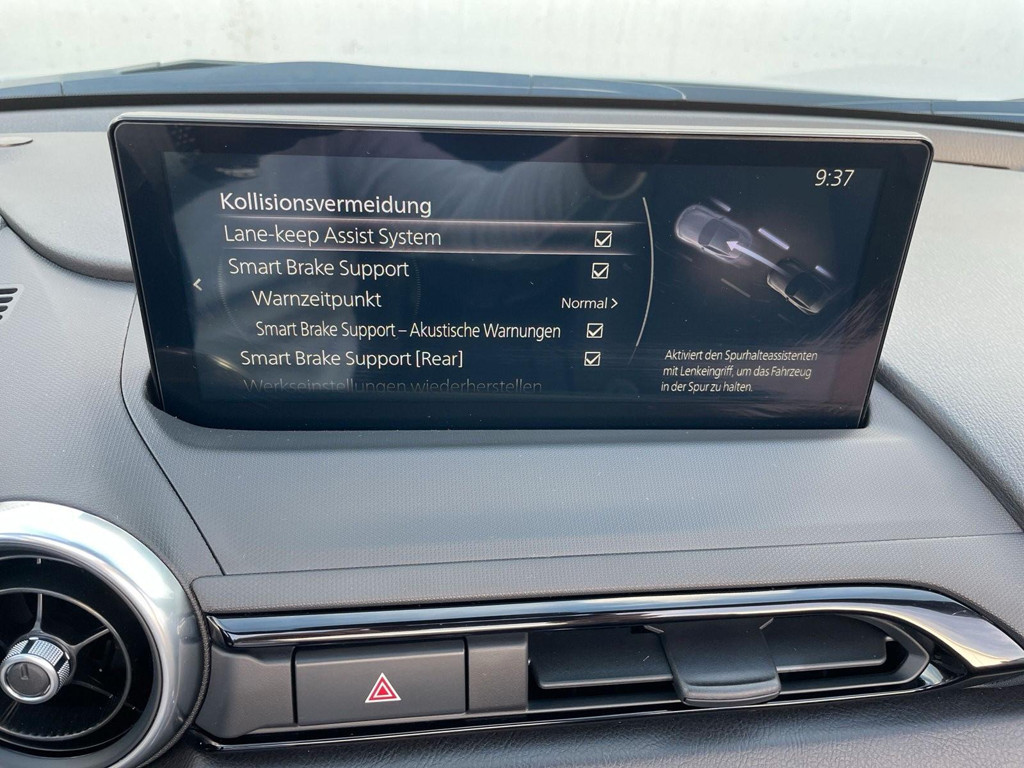 9:37
Kollisionsvermeidung
Lane-keep Assist System
Smart Brake Support
Warnzeitpunkt Normal >
Smart Brake Support – Akustische Warnungen
Smart Brake Support [Rear]
Werkseinstellungen wiederherstellen
Aktiviert den Spurhalteassistenten
mit Lenkeingriff, um das Fahrzeug
in der Spur zu halten.